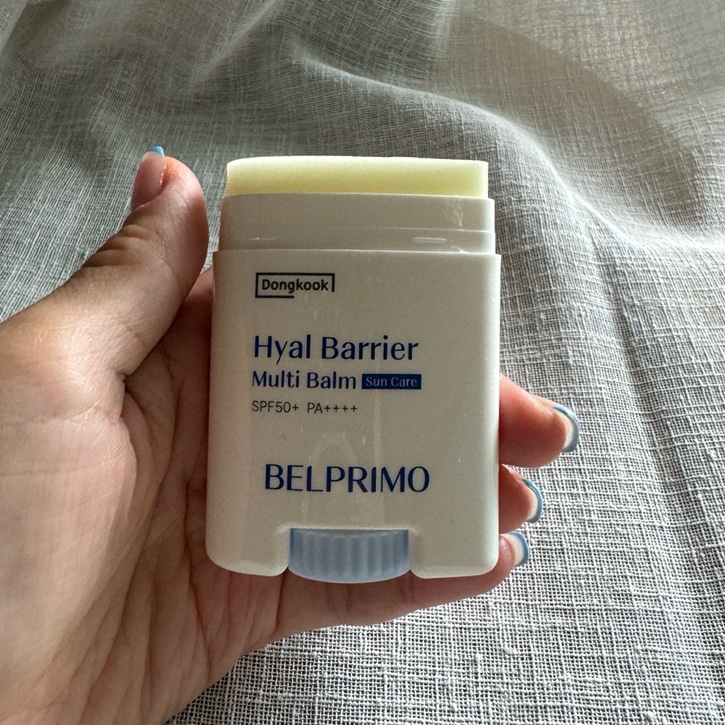 Dongkook
Hyal Barrier
Multi Balm Sun Care
SPF50+ PA++++
BELPRIMO